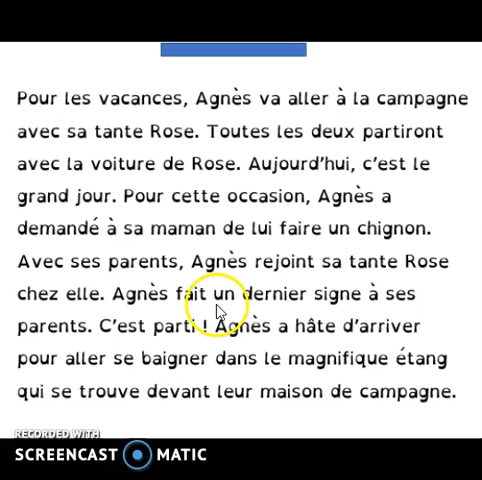 Pour les vacances, Agnès va aller à la campagne
avec sa tante Rose. Toutes les deux partiront
avec la voiture de Rose. Aujourd'hui, c'est le
grand jour. Pour cette occasion, Agnès a
demandé à sa maman de lui faire un chignon.
Avec ses parents, Agnès rejoint sa tante Rose
chez elle. Agnès fait un dernier signe à ses
parents. C'est parti ! Agnès a hâte d'arriver
pour aller se baigner dans le magnifique étang
qui se trouve devant leur maison de campagne.
RECORDED WITH
SCREENCAST MATIC